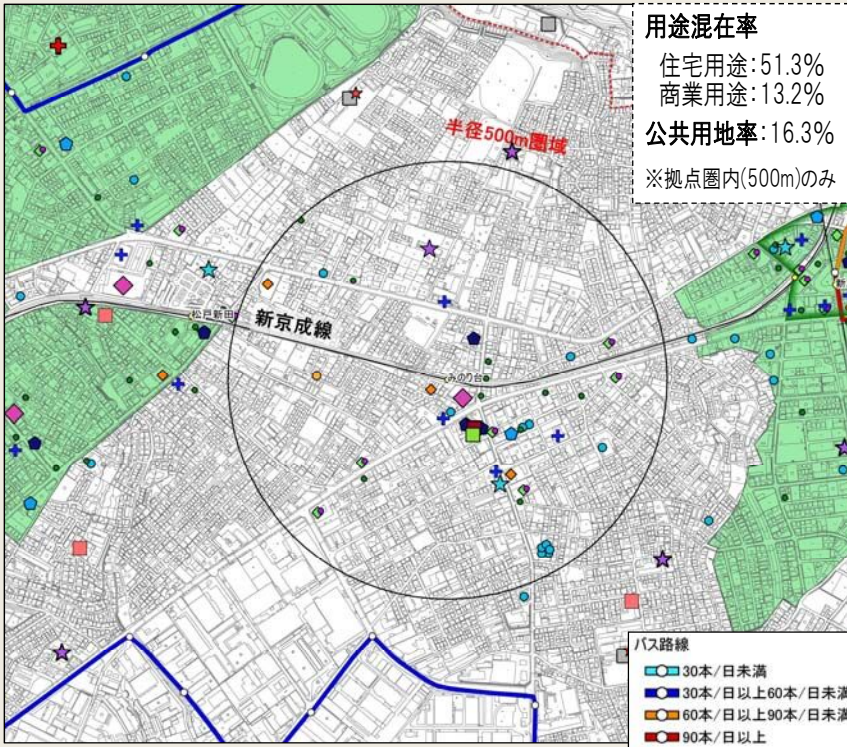 用途混在率
住宅用途:51.3%
商業用途:13.2%
公共用地率:16.3%
※拠点圏内(500m)のみ
半径500m圏域
松戸新田
新京成線
みのり台
新
バス路線
30本/日未満
30本/日以上60本/日未満
60本/日以上90本/日未満
90本/日以上